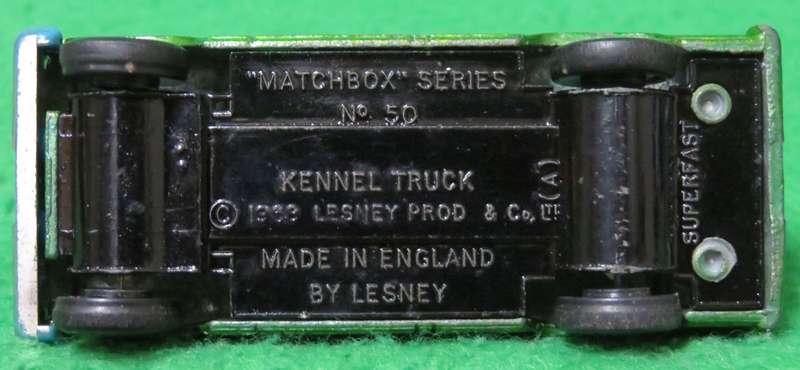 "MATCHBOX" SERIES
Nº 50
KENNEL TRUCK
© 1969 LESNEY PROD & Co. LTD
(A)
MADE IN ENGLAND
BY LESNEY
SUPERFAST